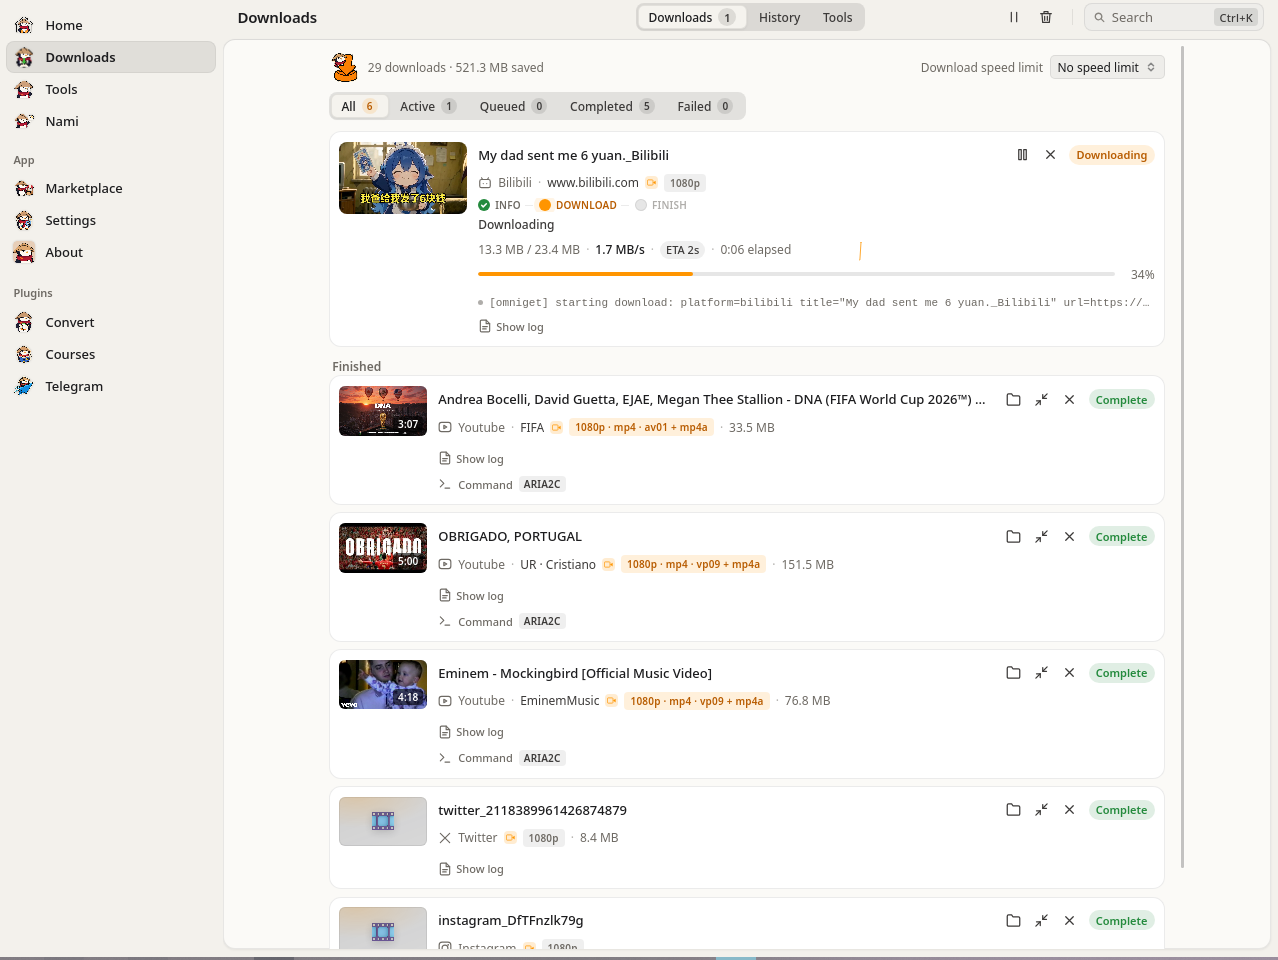 Home
Downloads
Tools
Nami
App
Marketplace
Settings
About
Plugins
Convert
Courses
Telegram
Downloads
Downloads 1
History
Tools
Search
Ctrl+K
29 downloads · 521.3 MB saved
Download speed limit
No speed limit
All 6
Active 1
Queued 0
Completed 5
Failed 0
我爸给我发了6块钱
My dad sent me 6 yuan._Bilibili
Downloading
Bilibili · www.bilibili.com 1080p
INFO
DOWNLOAD
FINISH
Downloading
13.3 MB / 23.4 MB · 1.7 MB/s · ETA 2s · 0:06 elapsed
34%
[omniget] starting download: platform=bilibili title="My dad sent me 6 yuan._Bilibili" url=https://…
Show log
Finished
DNA
3:07
Andrea Bocelli, David Guetta, EJAE, Megan Thee Stallion - DNA (FIFA World Cup 2026™) ...
Complete
Youtube · FIFA 1080p · mp4 · av01 + mp4a · 33.5 MB
Show log
Command ARIA2C
OBRIGADO
5:00
OBRIGADO, PORTUGAL
Complete
Youtube · UR · Cristiano 1080p · mp4 · vp09 + mp4a · 151.5 MB
Show log
Command ARIA2C
vevo
4:18
Eminem - Mockingbird [Official Music Video]
Complete
Youtube · EminemMusic 1080p · mp4 · vp09 + mp4a · 76.8 MB
Show log
Command ARIA2C
twitter_2118389961426874879
Complete
Twitter 1080p · 8.4 MB
Show log
instagram_DfTFnzlk79g
Complete
Instagram 1080p